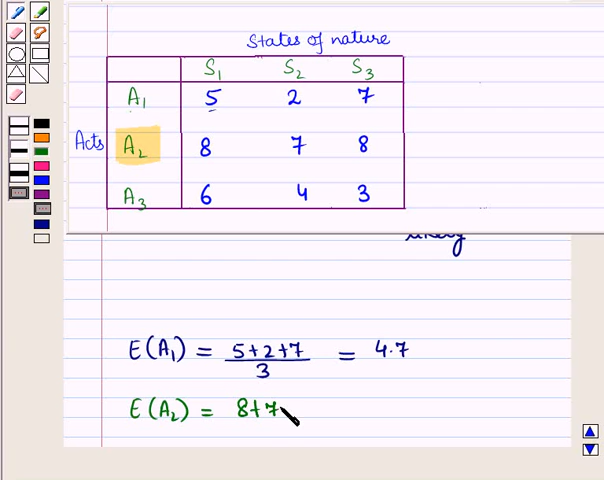 States of nature
S₁ S₂ S₃
A₁ 5 2 7
Acts A₂ 8 7 8
A₃ 6 4 3
likely
E(A₁) = 5+2+7 / 3 = 4.7
E(A₂) = 8+7